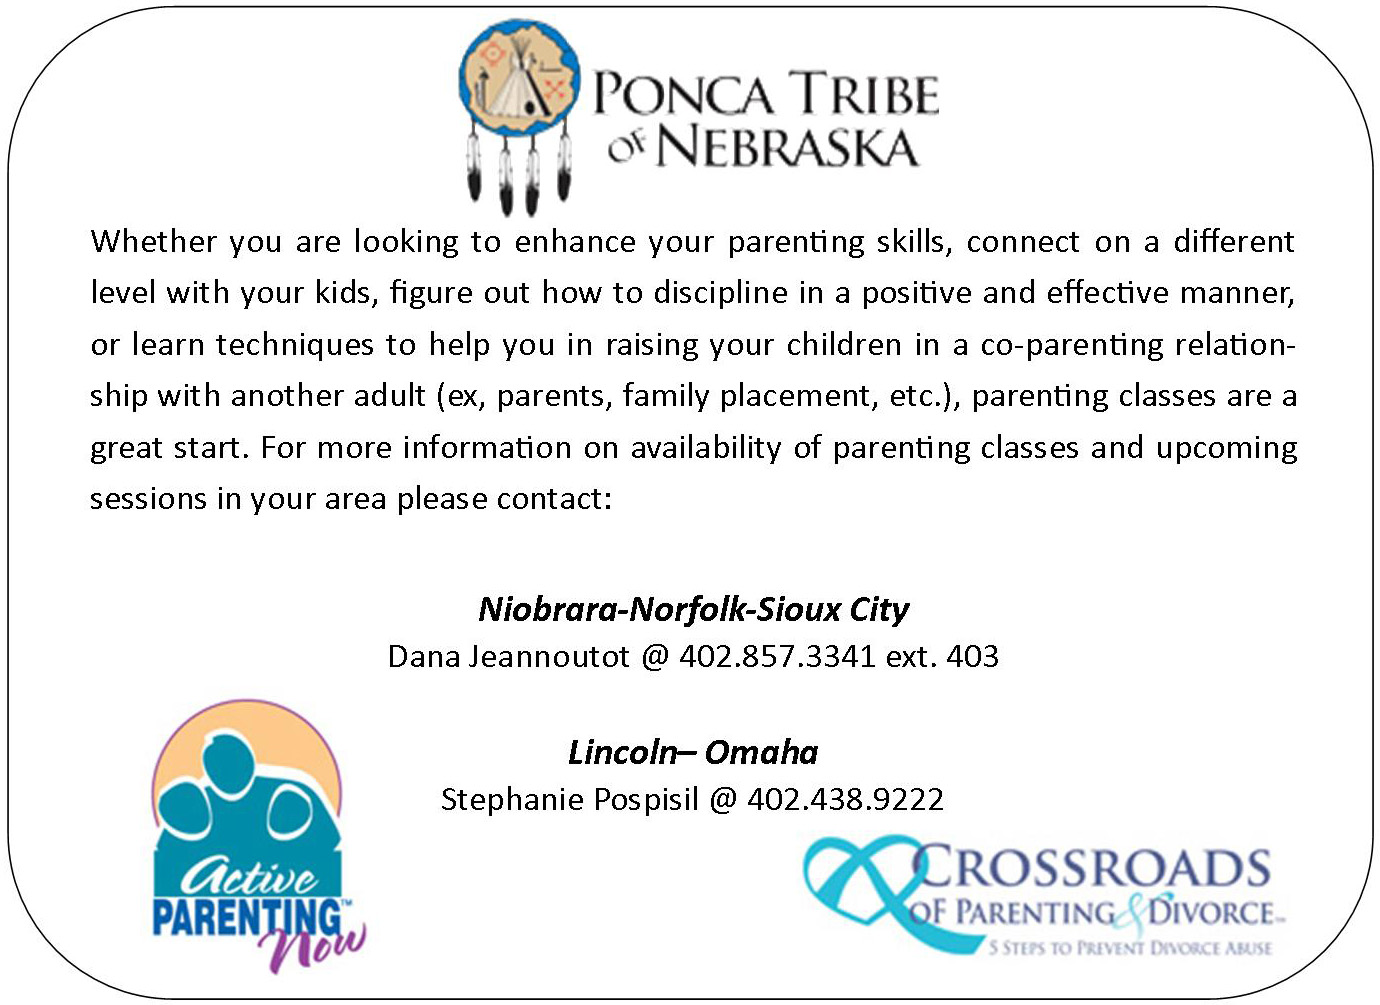 PONCA TRIBE
OF NEBRASKA
Whether you are looking to enhance your parenting skills, connect on a different
level with your kids, figure out how to discipline in a positive and effective manner,
or learn techniques to help you in raising your children in a co-parenting relation-
ship with another adult (ex, parents, family placement, etc.), parenting classes are a
great start. For more information on availability of parenting classes and upcoming
sessions in your area please contact:
Niobrara-Norfolk-Sioux City
Dana Jeannoutot @ 402.857.3341 ext. 403
Lincoln– Omaha
Stephanie Pospisil @ 402.438.9222
Active
PARENTING™
Now
CROSSROADS
OF PARENTING & DIVORCE™
5 STEPS TO PREVENT DIVORCE ABUSE